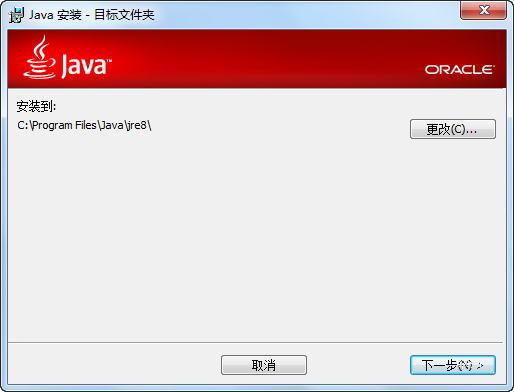 Java 安装 - 目标文件夹
Java™
ORACLE
安装到:
C:\Program Files\Java\jre8\
更改(C)...
取消
下一步(N) >